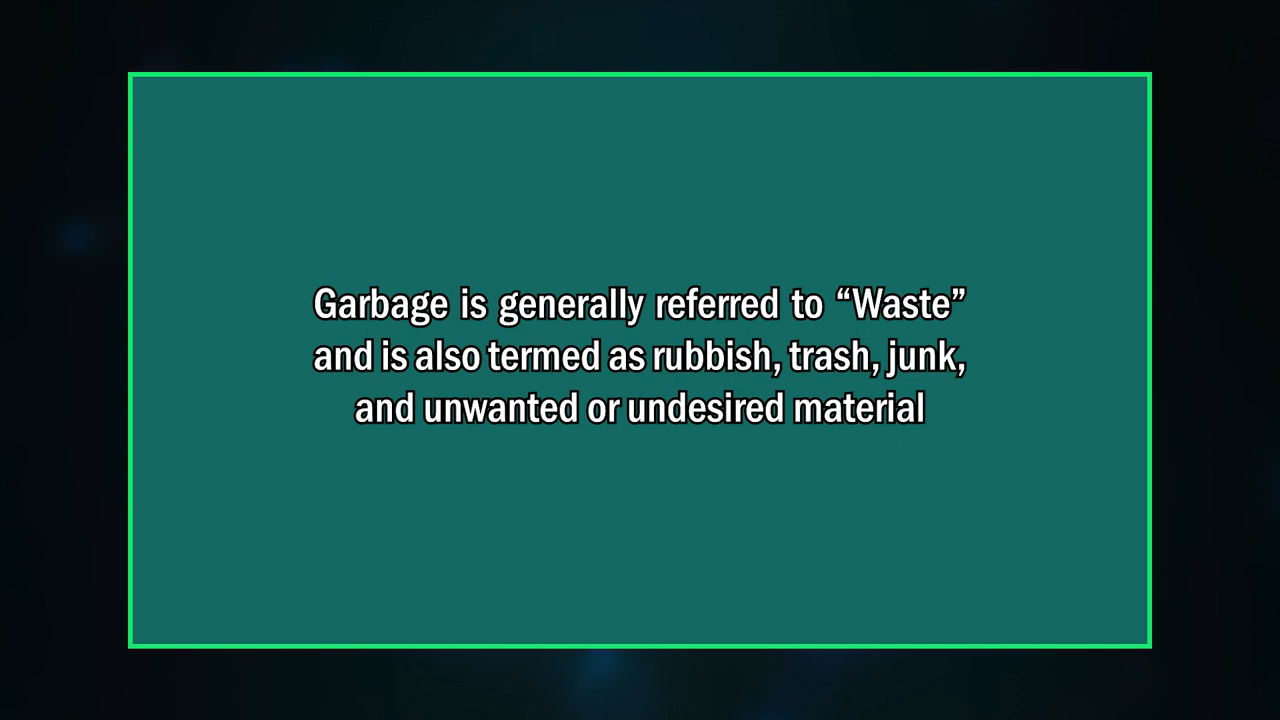 Garbage is generally referred to “Waste”
and is also termed as rubbish, trash, junk,
and unwanted or undesired material